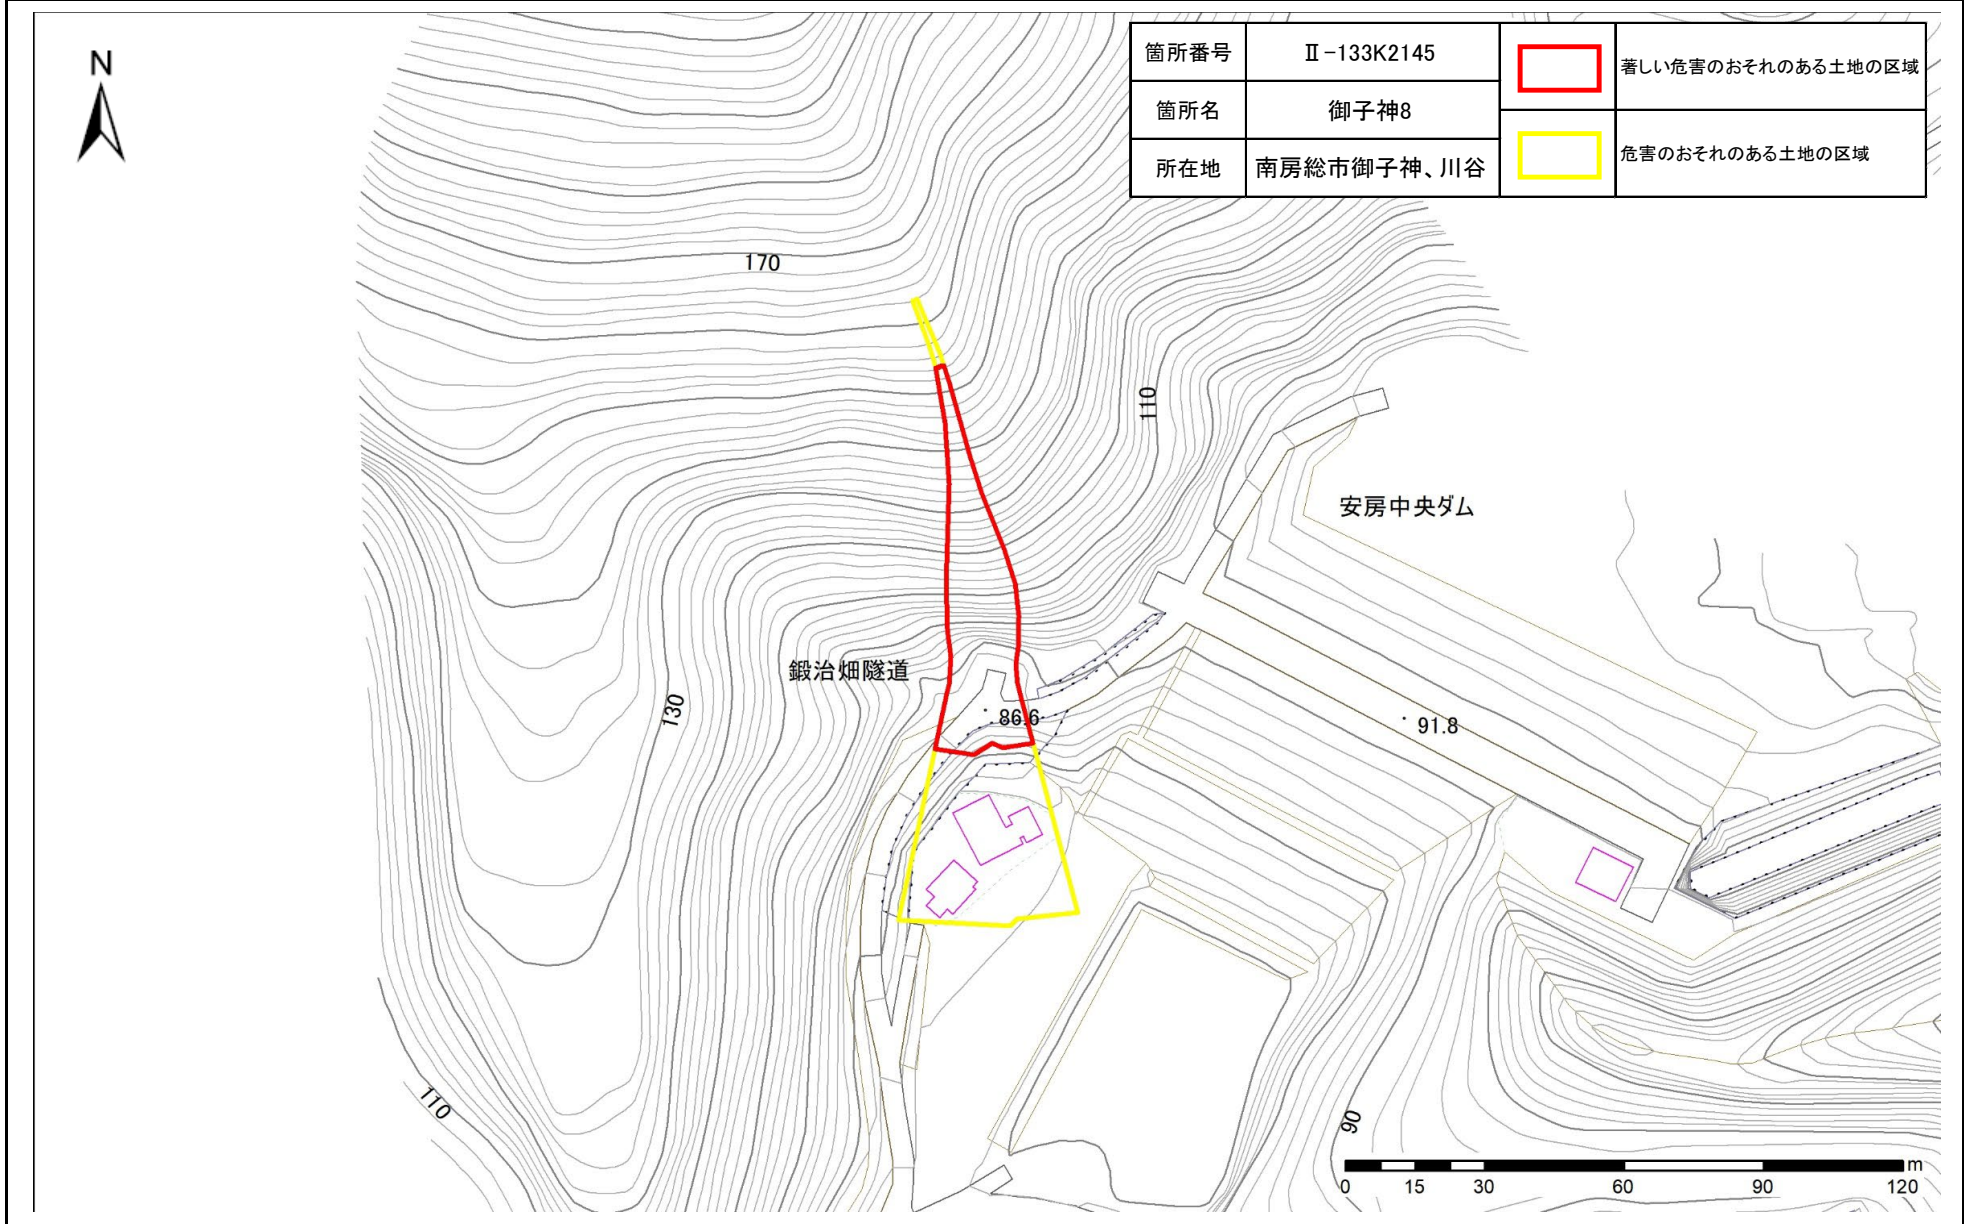 N
箇所番号 Ⅱ-133K2145
著しい危害のおそれのある土地の区域
箇所名 御子神8
危害のおそれのある土地の区域
所在地 南房総市御子神、川谷
170
110
安房中央ダム
鍛冶畑隧道
130
86.6
91.8
110
90
m
0 15 30 60 90 120